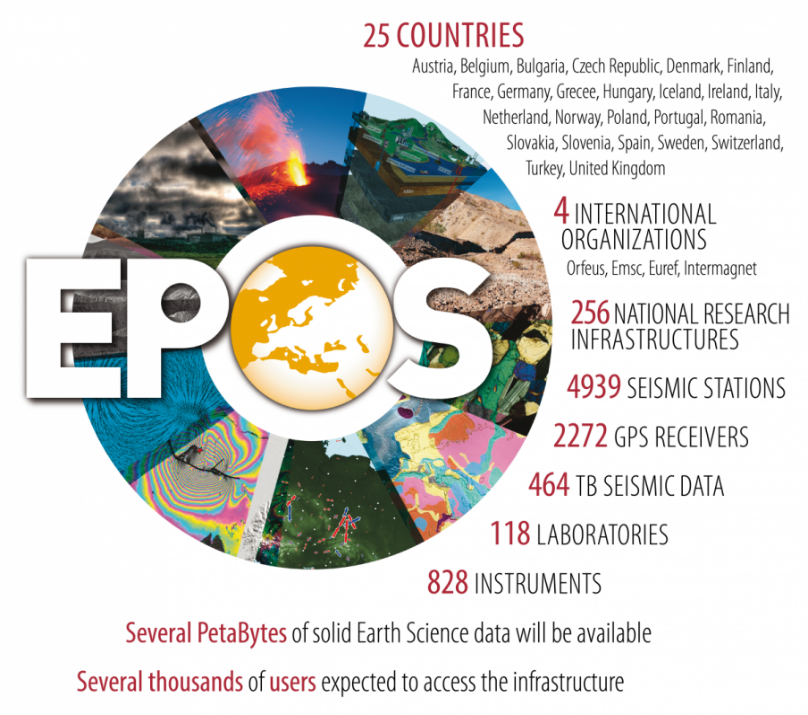 25 COUNTRIES
Austria, Belgium, Bulgaria, Czech Republic, Denmark, Finland,
France, Germany, Grecee, Hungary, Iceland, Ireland, Italy,
Netherland, Norway, Poland, Portugal, Romania,
Slovakia, Slovenia, Spain, Sweden, Switzerland,
Turkey, United Kingdom
4 INTERNATIONAL
ORGANIZATIONS
Orfeus, Emsc, Euref, Intermagnet
EPOS
256 NATIONAL RESEARCH
INFRASTRUCTURES
4939 SEISMIC STATIONS
2272 GPS RECEIVERS
464 TB SEISMIC DATA
118 LABORATORIES
828 INSTRUMENTS
Several PetaBytes of solid Earth Science data will be available
Several thousands of users expected to access the infrastructure